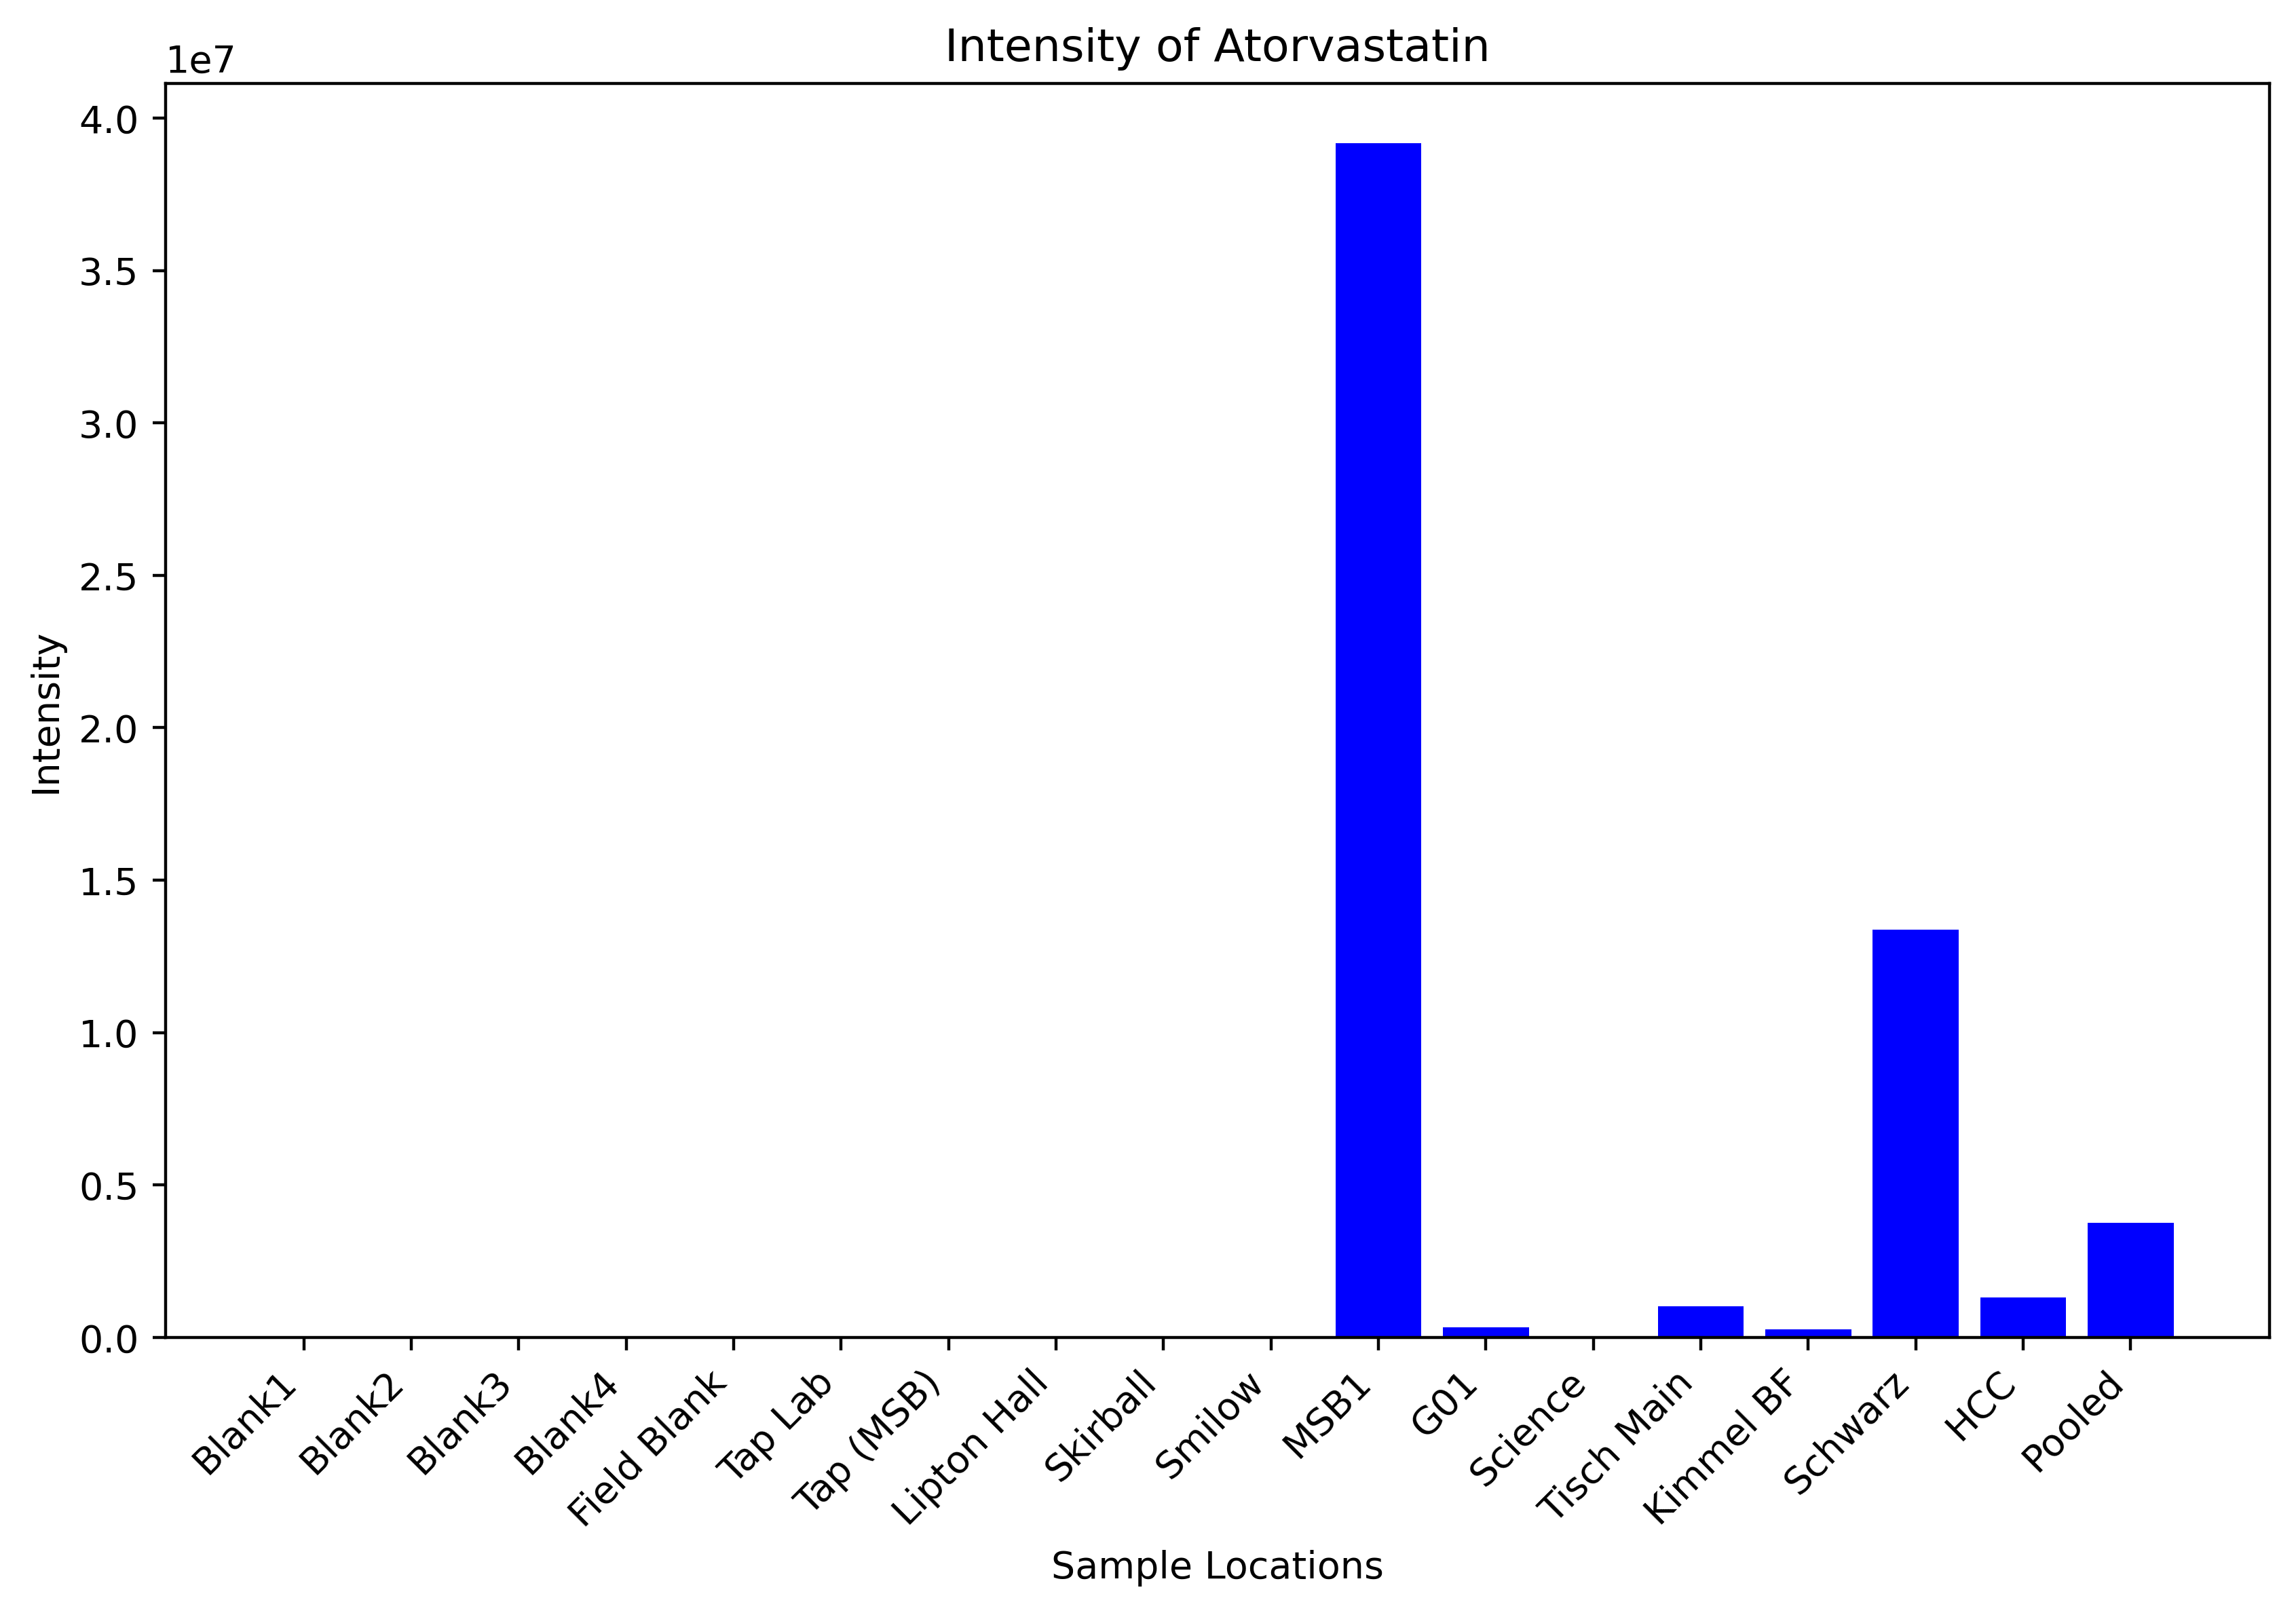 Intensity of Atorvastatin
1e7
4.0
3.5
3.0
2.5
2.0
1.5
1.0
0.5
0.0
Intensity
Blank1
Blank2
Blank3
Blank4
Field Blank
Tap Lab
Tap (MSB)
Lipton Hall
Skirball
Smilow
MSB1
G01
Science
Tisch Main
Kimmel BF
Schwarz
HCC
Pooled
Sample Locations